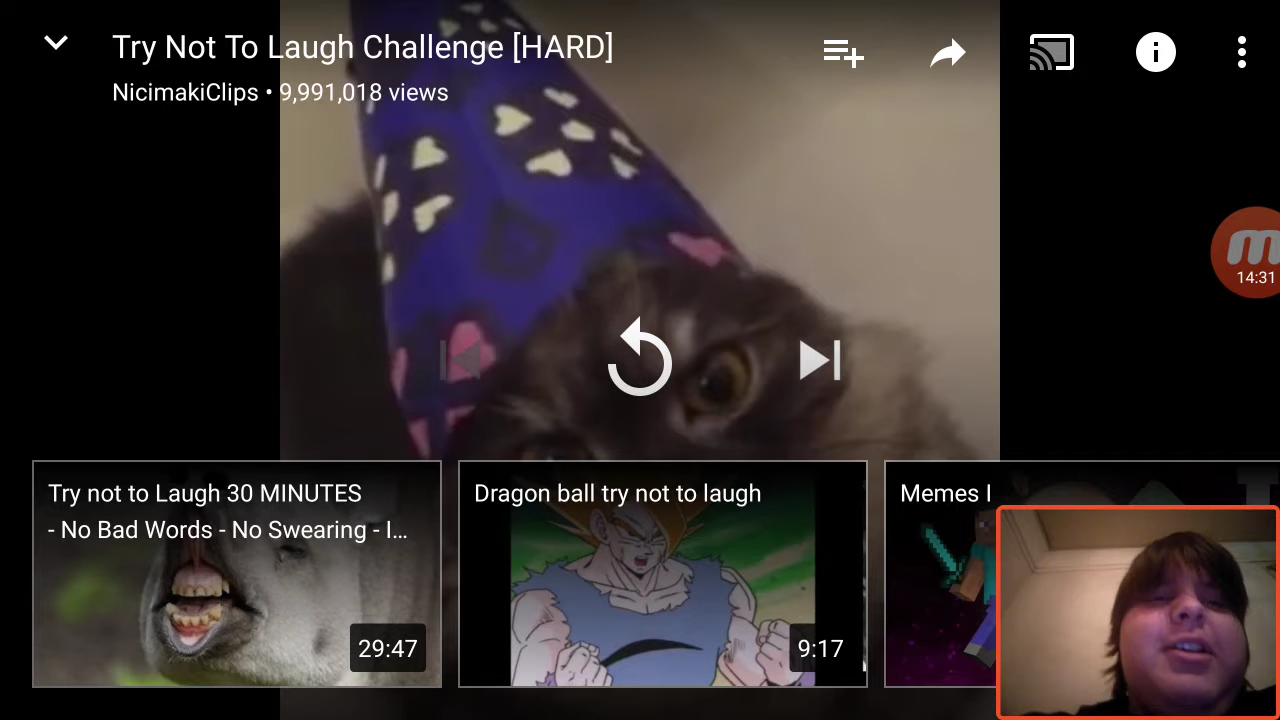 Try Not To Laugh Challenge [HARD]
NicimakiClips • 9,991,018 views
14:31
Try not to Laugh 30 MINUTES
- No Bad Words - No Swearing - I...
29:47
Dragon ball try not to laugh
9:17
Memes I